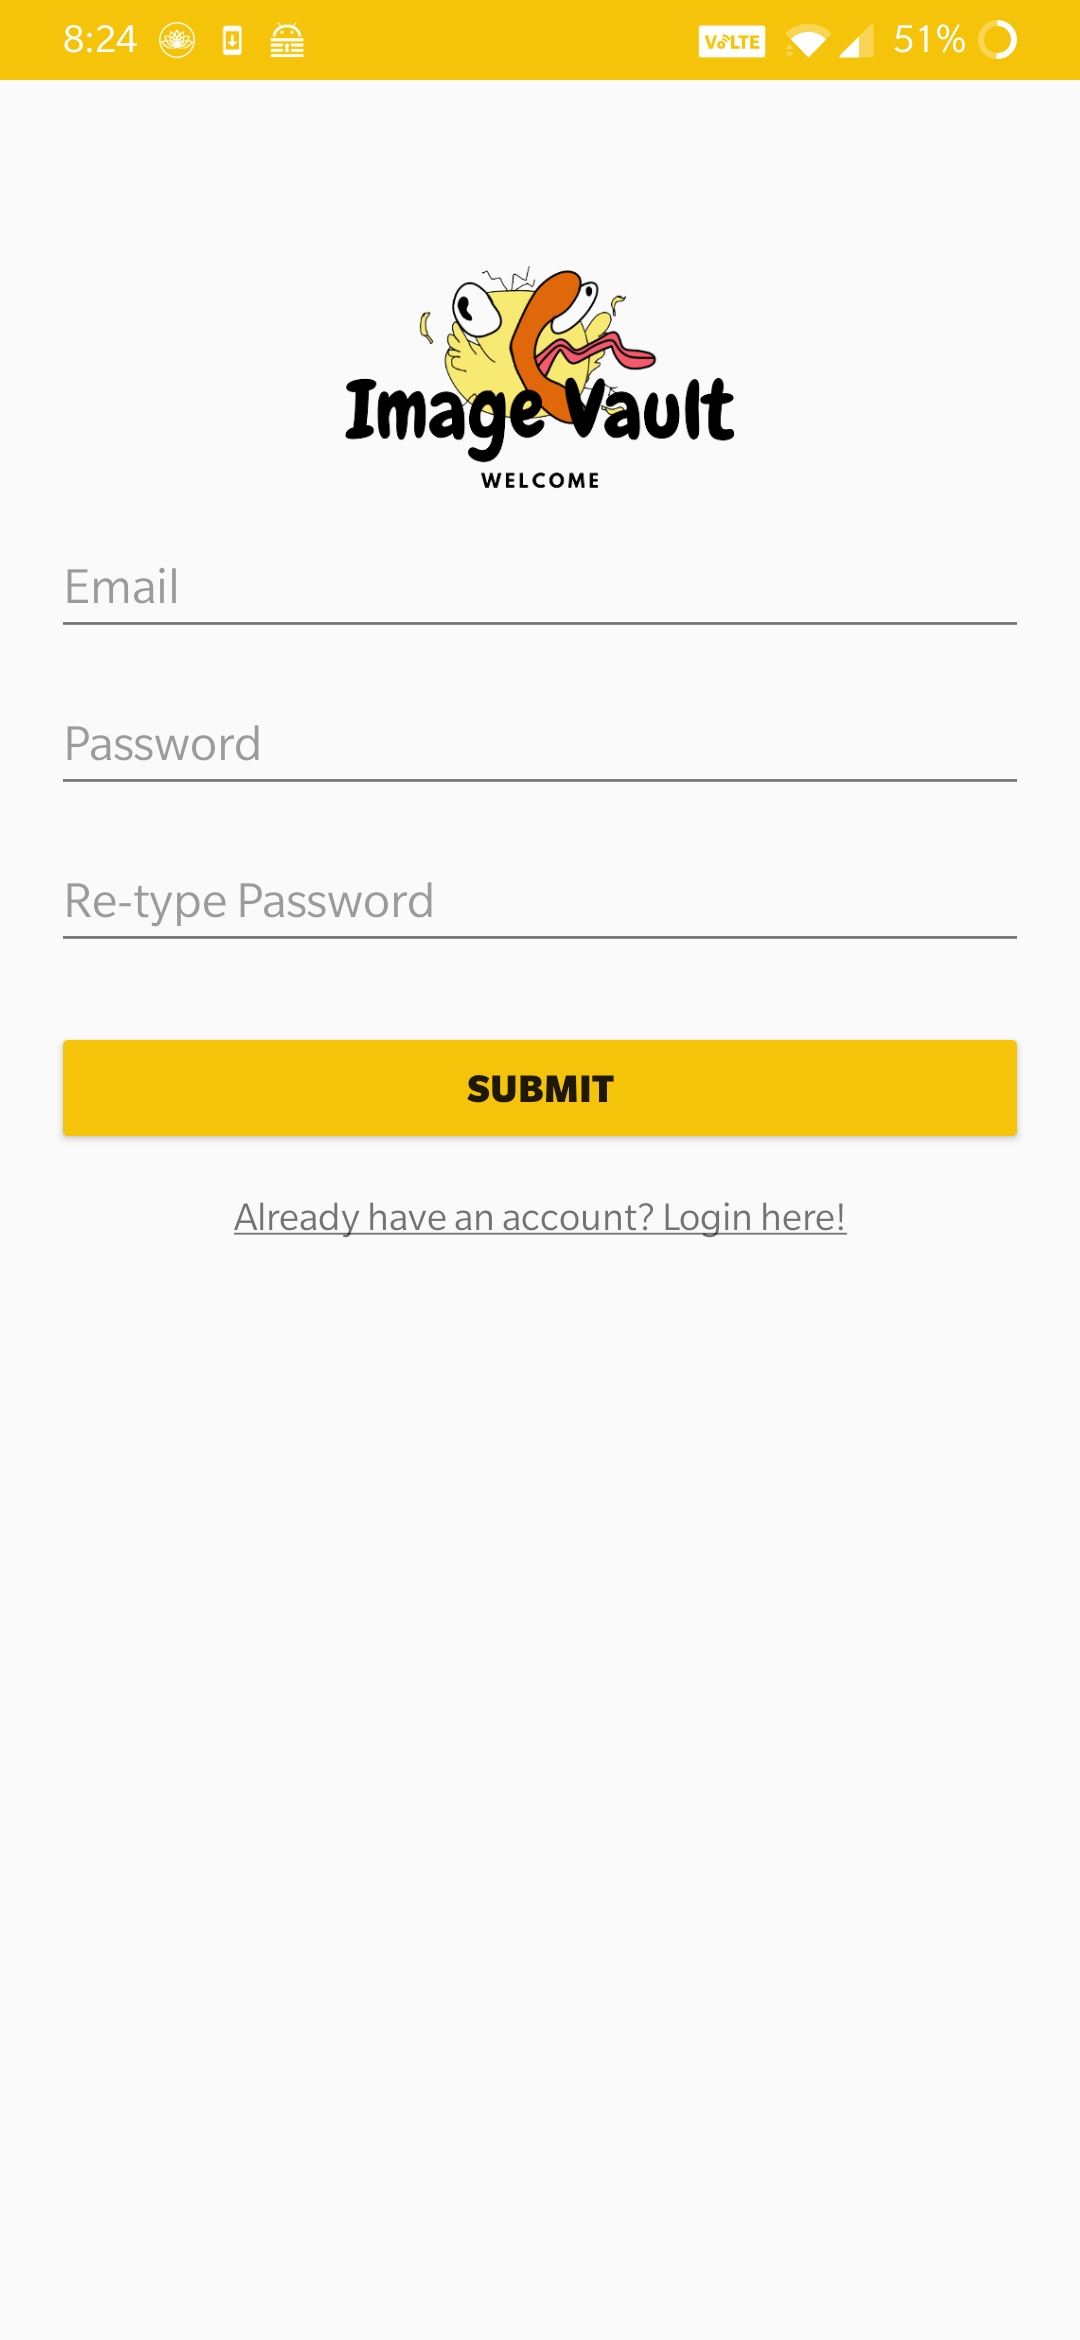 8:24 VoLTE 51%
Image Vault
WELCOME
Email
Password
Re-type Password
SUBMIT
Already have an account? Login here!